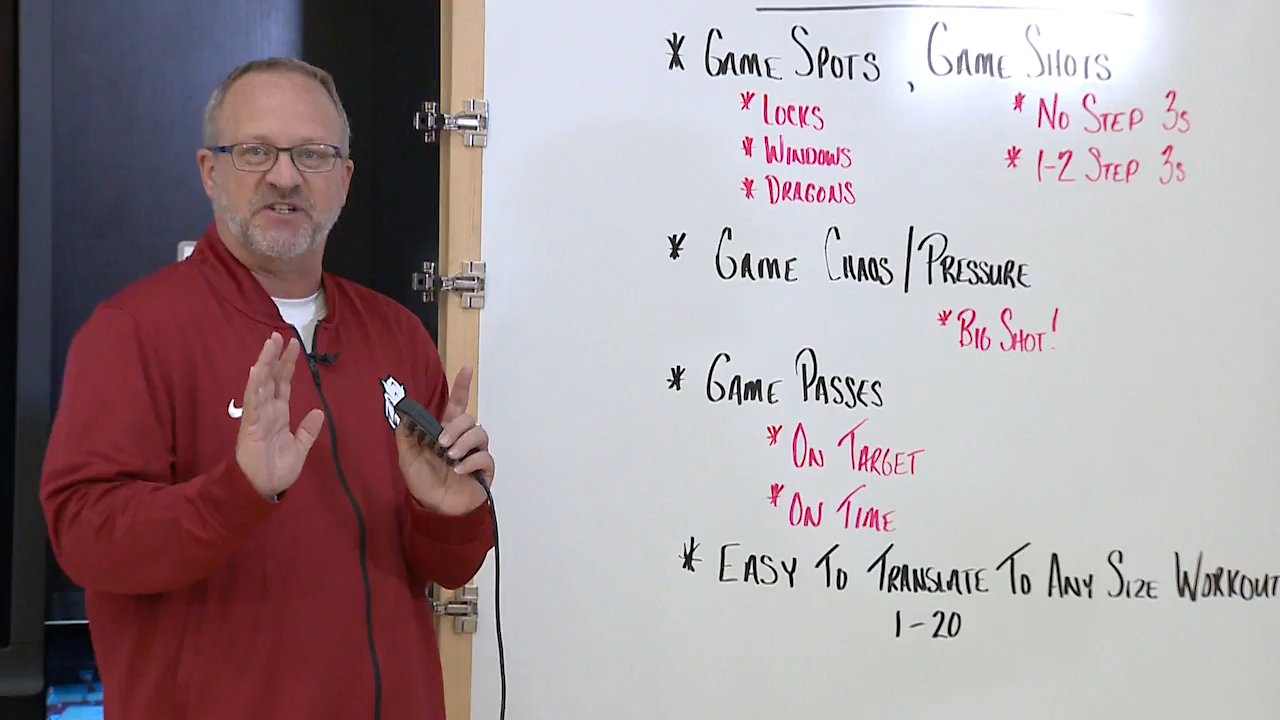 * Game Spots, Game Shots
* Locks * No Step 3s
* Windows * 1-2 Step 3s
* Dragons
* Game Chaos/Pressure
* Big Shot!
* Game Passes
* On Target
* On Time
* Easy To Translate To Any Size Workout
1-20